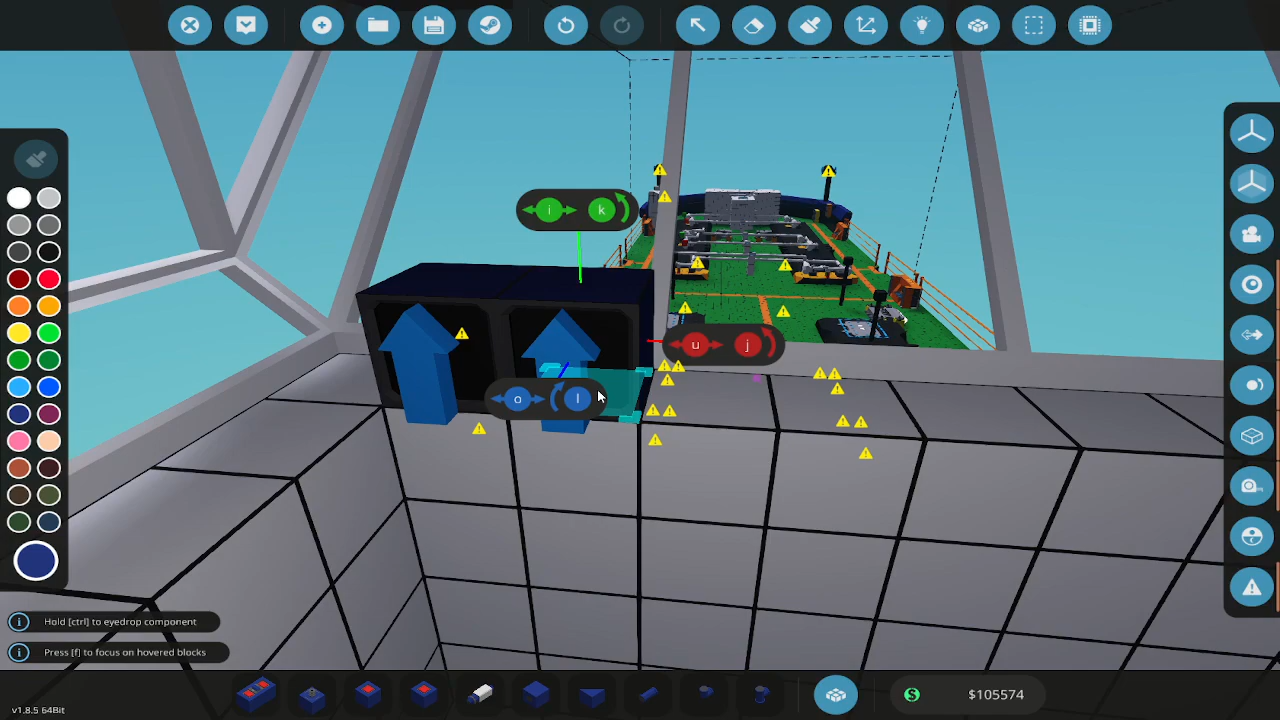 i k
u j
o l
Hold [ctrl] to eyedrop component
Press [f] to focus on hovered blocks
$ $105574
v1.8.5 64Bit